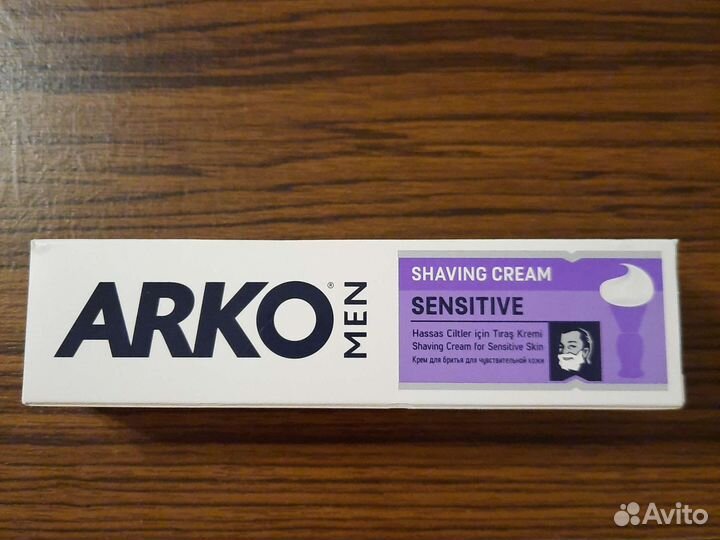 ARKO®
MEN
SHAVING CREAM
SENSITIVE
Hassas Ciltler için Tıraş Kremi
Shaving Cream for Sensitive Skin
Крем для бритья для чувствительной кожи
Avito